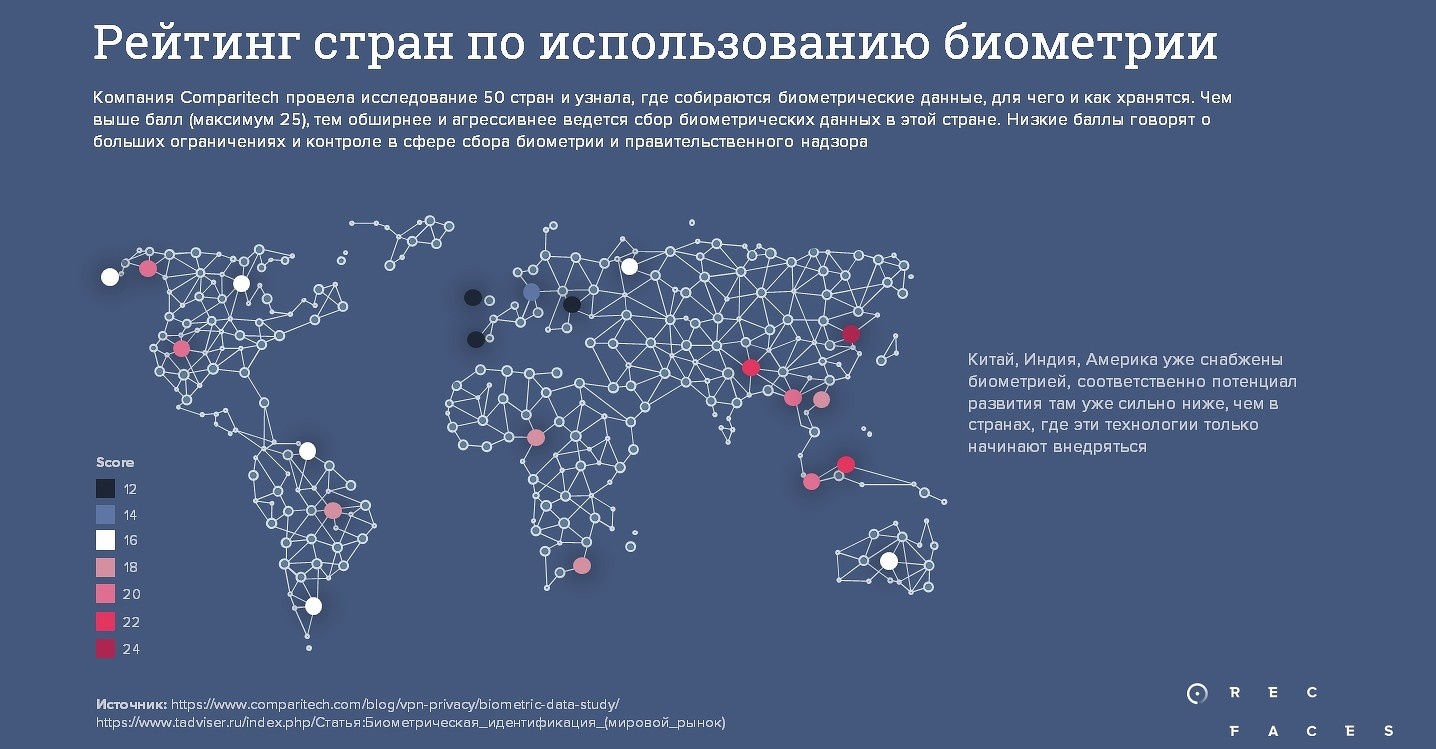 Рейтинг стран по использованию биометрии
Компания Comparitech провела исследование 50 стран и узнала, где собираются биометрические данные, для чего и как хранятся. Чем
выше балл (максимум 25), тем обширнее и агрессивнее ведется сбор биометрических данных в этой стране. Низкие баллы говорят о
больших ограничениях и контроле в сфере сбора биометрии и правительственного надзора
Китай, Индия, Америка уже снабжены
биометрией, соответственно потенциал
развития там уже сильно ниже, чем в
странах, где эти технологии только
начинают внедряться
Score
12
14
16
18
20
22
24
Источник: https://www.comparitech.com/blog/vpn-privacy/biometric-data-study/
https://www.tadviser.ru/index.php/Статья:Биометрическая_идентификация_(мировой_рынок)
REC
FACES